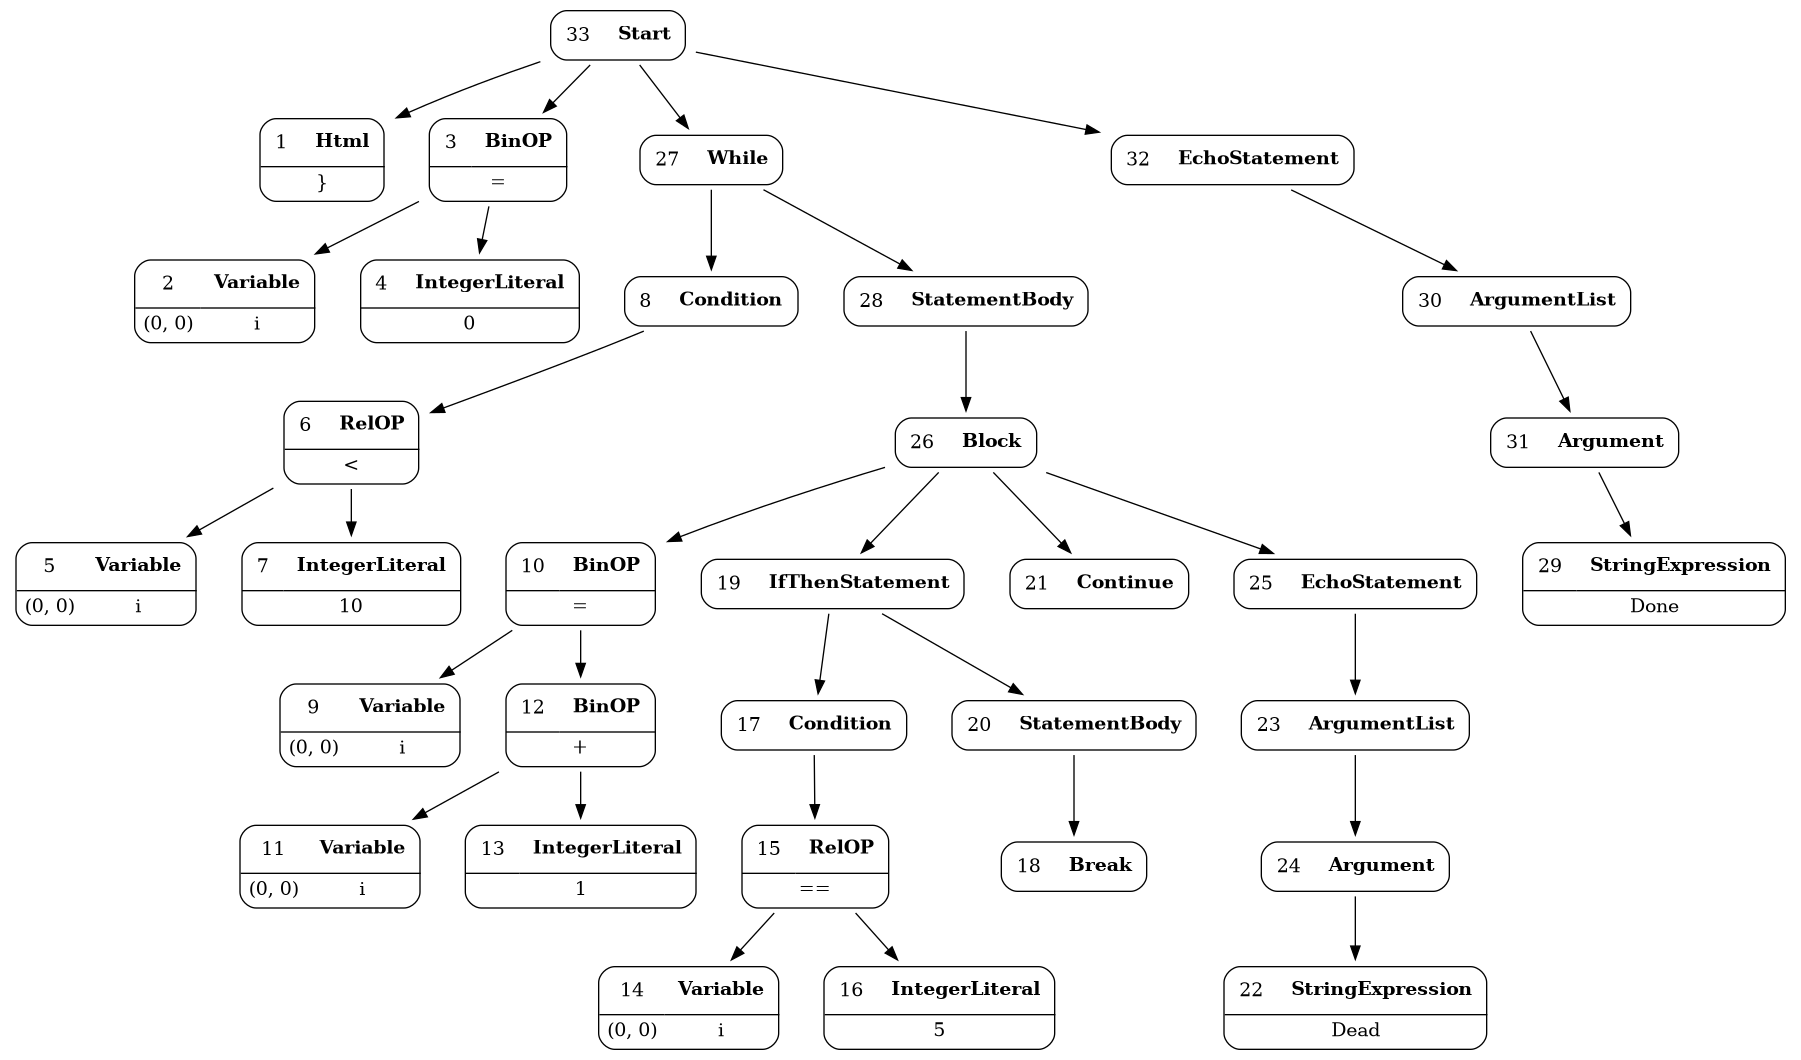 33 Start
1 Html
}
3 BinOP
=
27 While
32 EchoStatement
2 Variable
(0, 0) i
4 IntegerLiteral
0
8 Condition
28 StatementBody
30 ArgumentList
6 RelOP
<
26 Block
31 Argument
5 Variable
(0, 0) i
7 IntegerLiteral
10
10 BinOP
=
19 IfThenStatement
21 Continue
25 EchoStatement
29 StringExpression
Done
9 Variable
(0, 0) i
12 BinOP
+
17 Condition
20 StatementBody
23 ArgumentList
11 Variable
(0, 0) i
13 IntegerLiteral
1
15 RelOP
==
18 Break
24 Argument
14 Variable
(0, 0) i
16 IntegerLiteral
5
22 StringExpression
Dead